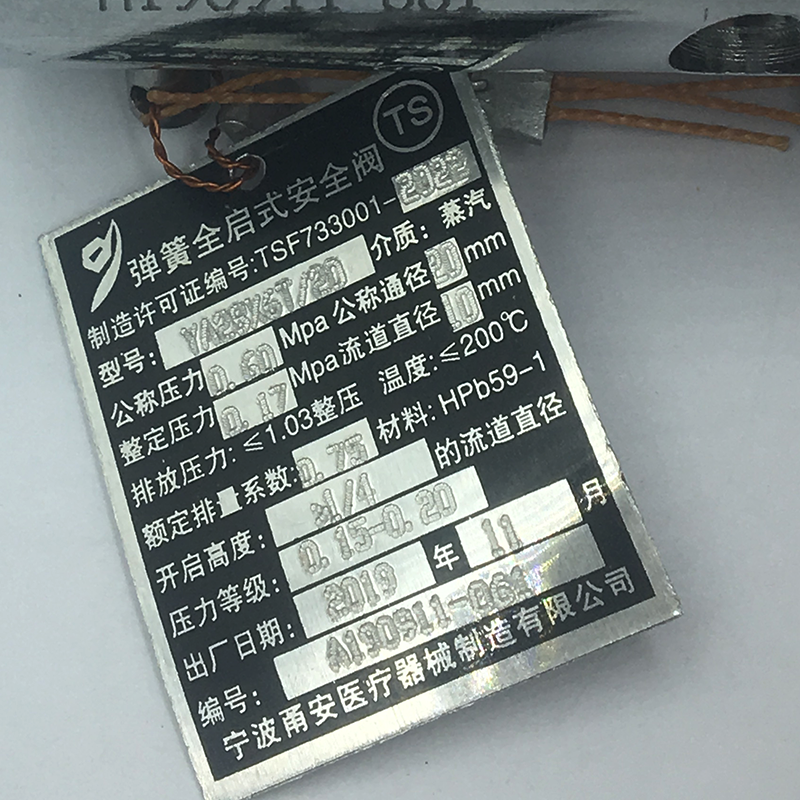 A190911-
TS
弹簧全启式安全阀
制造许可证编号:TSF733001-2022
型号: 介质: 蒸汽
公称压力 0.60 Mpa 公称通径 20 mm
整定压力 0.17 Mpa 流道直径 10 mm
排放压力: ≤1.03整压 温度:≤200℃
额定排量系数: 0.75 材料: HPb59-1
开启高度: ≥1/4 的流道直径
压力等级: 0.15-0.20
出厂日期: 2019 年 11 月
编号: A190911-
宁波甬安医疗器械制造有限公司